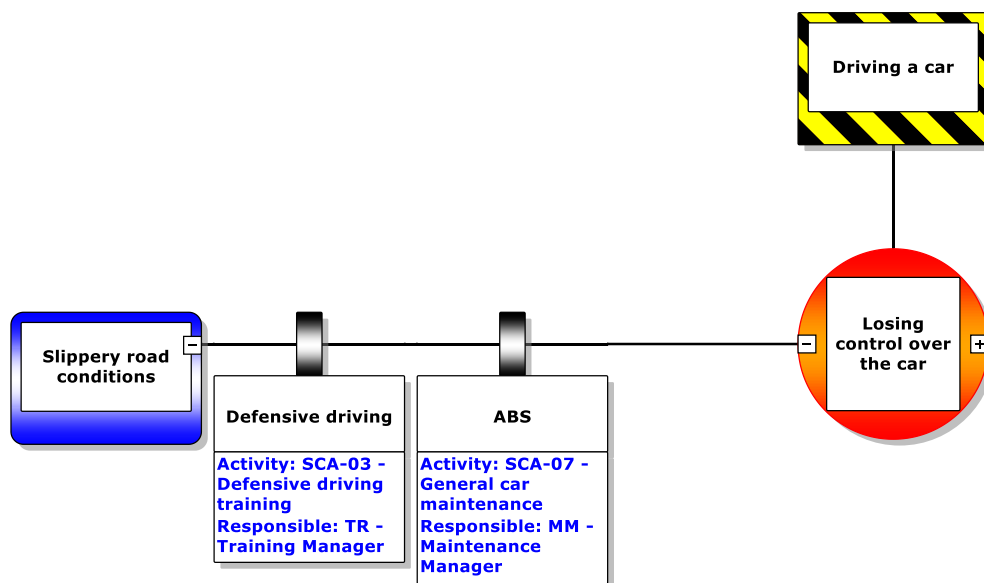 Driving a car
Losing
control over
the car
Slippery road
conditions
Defensive driving
Activity: SCA-03 -
Defensive driving
training
Responsible: TR -
Training Manager
ABS
Activity: SCA-07 -
General car
maintenance
Responsible: MM -
Maintenance
Manager